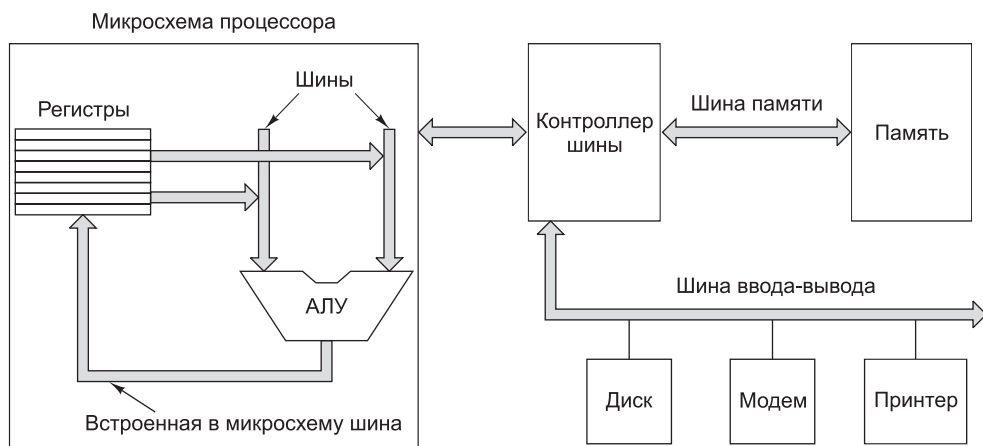 Микросхема процессора
Шины
Регистры
АЛУ
Встроенная в микросхему шина
Контроллер
шины
Шина памяти
Память
Шина ввода-вывода
Диск
Модем
Принтер